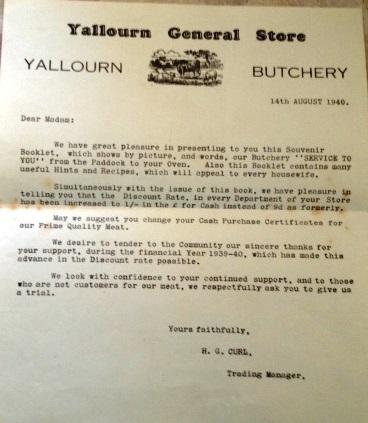 Yallourn General Store
YALLOURN BUTCHERY
14th AUGUST 1940.
Dear Madam:
We have great pleasure in presenting to you this Souvenir
Booklet, which shows by picture, and words, our Butchery "SERVICE TO
YOU" from the Paddock to your Oven. Also this Booklet contains many
useful Hints and Recipes, which will appeal to every housewife.
Simultaneously with the issue of this book, we have pleasure in
telling you that the Discount Rate, in every Department of your Store
has been increased to 1/- in the £ for Cash instead of 9d as formerly.
May we suggest you change your Cash Purchase Certificates for
our Prime Quality Meat.
We desire to tender to the Community our sincere thanks for
your support, during the financial Year 1939-40, which has made this
advance in the Discount rate possible.
We look with confidence to your continued support, and to those
who are not customers for our meat, we respectfully ask you to give us
a trial.
Yours faithfully,
H. G. CURL,
Trading Manager.